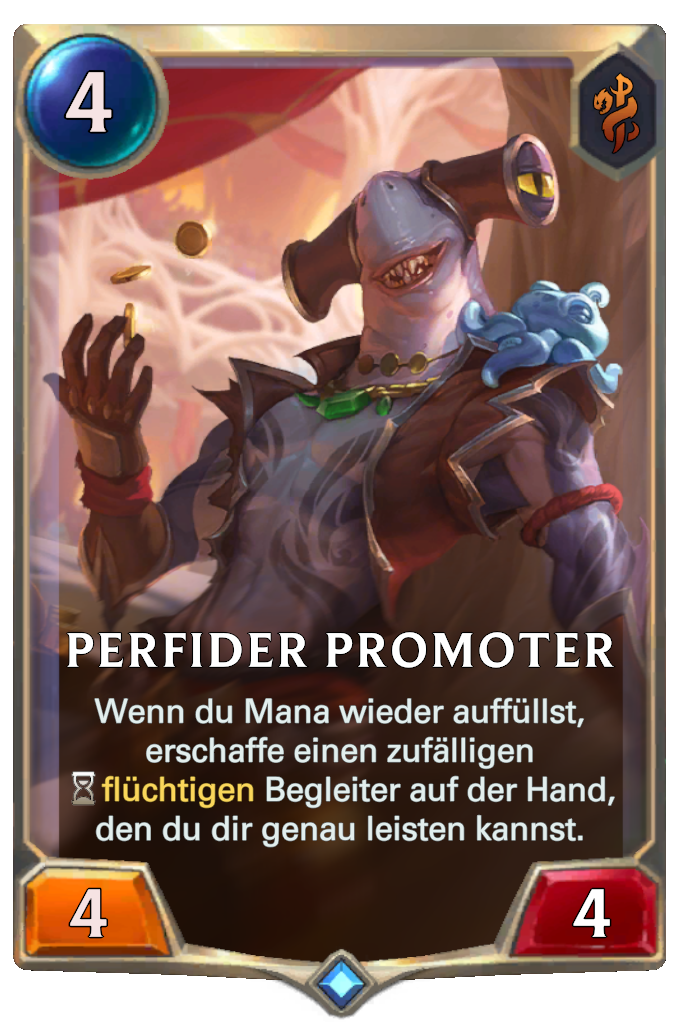 4
PERFIDER PROMOTER
Wenn du Mana wieder auffüllst,
erschaffe einen zufälligen
flüchtigen Begleiter auf der Hand,
den du dir genau leisten kannst.
4
4